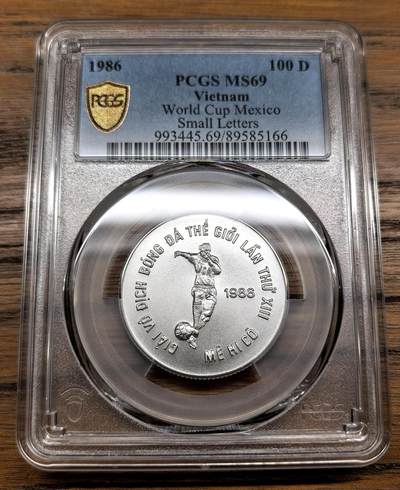 1986 100 D
PCGS MS69
Vietnam
World Cup Mexico
Small Letters
993445.69/89585166
PCGS
GIẢI VÔ ĐỊCH BÓNG ĐÁ THẾ GIỚI LẦN THỨ XIII
1986
MÊ HI CÔ